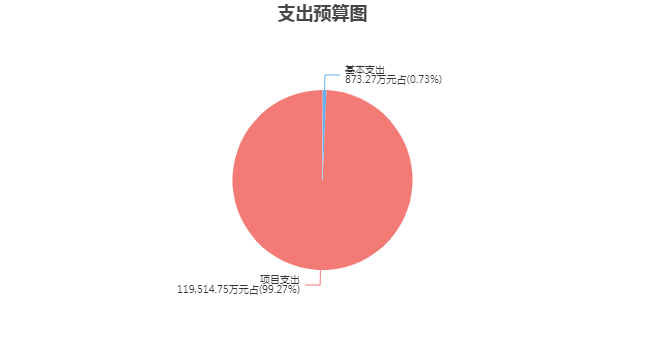 支出预算图
基本支出
873.27万元占(0.73%)
项目支出
119,514.75万元占(99.27%)